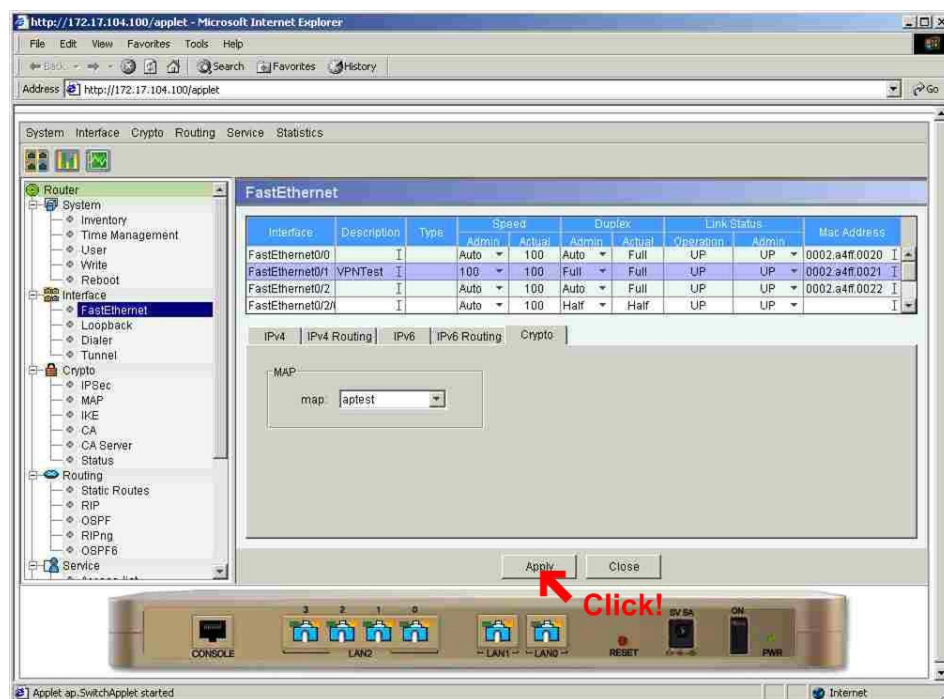 http://172.17.104.100/applet - Microsoft Internet Explorer
File Edit View Favorites Tools Help
Back Search Favorites History
Address http://172.17.104.100/applet Go
System Interface Crypto Routing Service Statistics
Router
System
Inventory
Time Management
User
Write
Reboot
Interface
FastEthernet
Loopback
Dialer
Tunnel
Crypto
IPSec
MAP
IKE
CA
CA Server
Status
Routing
Static Routes
RIP
OSPF
RIPng
OSPF6
Service
FastEthernet
Interface Description Type Speed Duplex Link Status Mac Address
Admin Actual Admin Actual Operation Admin
FastEthernet0/0 Auto 100 Auto Full UP UP 0002.a4ff.0020
FastEthernet0/1 VPNTest 100 100 Full Full UP UP 0002.a4ff.0021
FastEthernet0/2 Auto 100 Auto Full UP UP 0002.a4ff.0022
FastEthernet0/2/ Auto 100 Half Half UP UP
IPv4 IPv4 Routing IPv6 IPv6 Routing Crypto
MAP
map: aptest
Apply Close
Click!
3 2 1 0 5V 5A ON
CONSOLE LAN2 LAN1 LAN0 RESET PWR
Applet ap.SwitchApplet started Internet